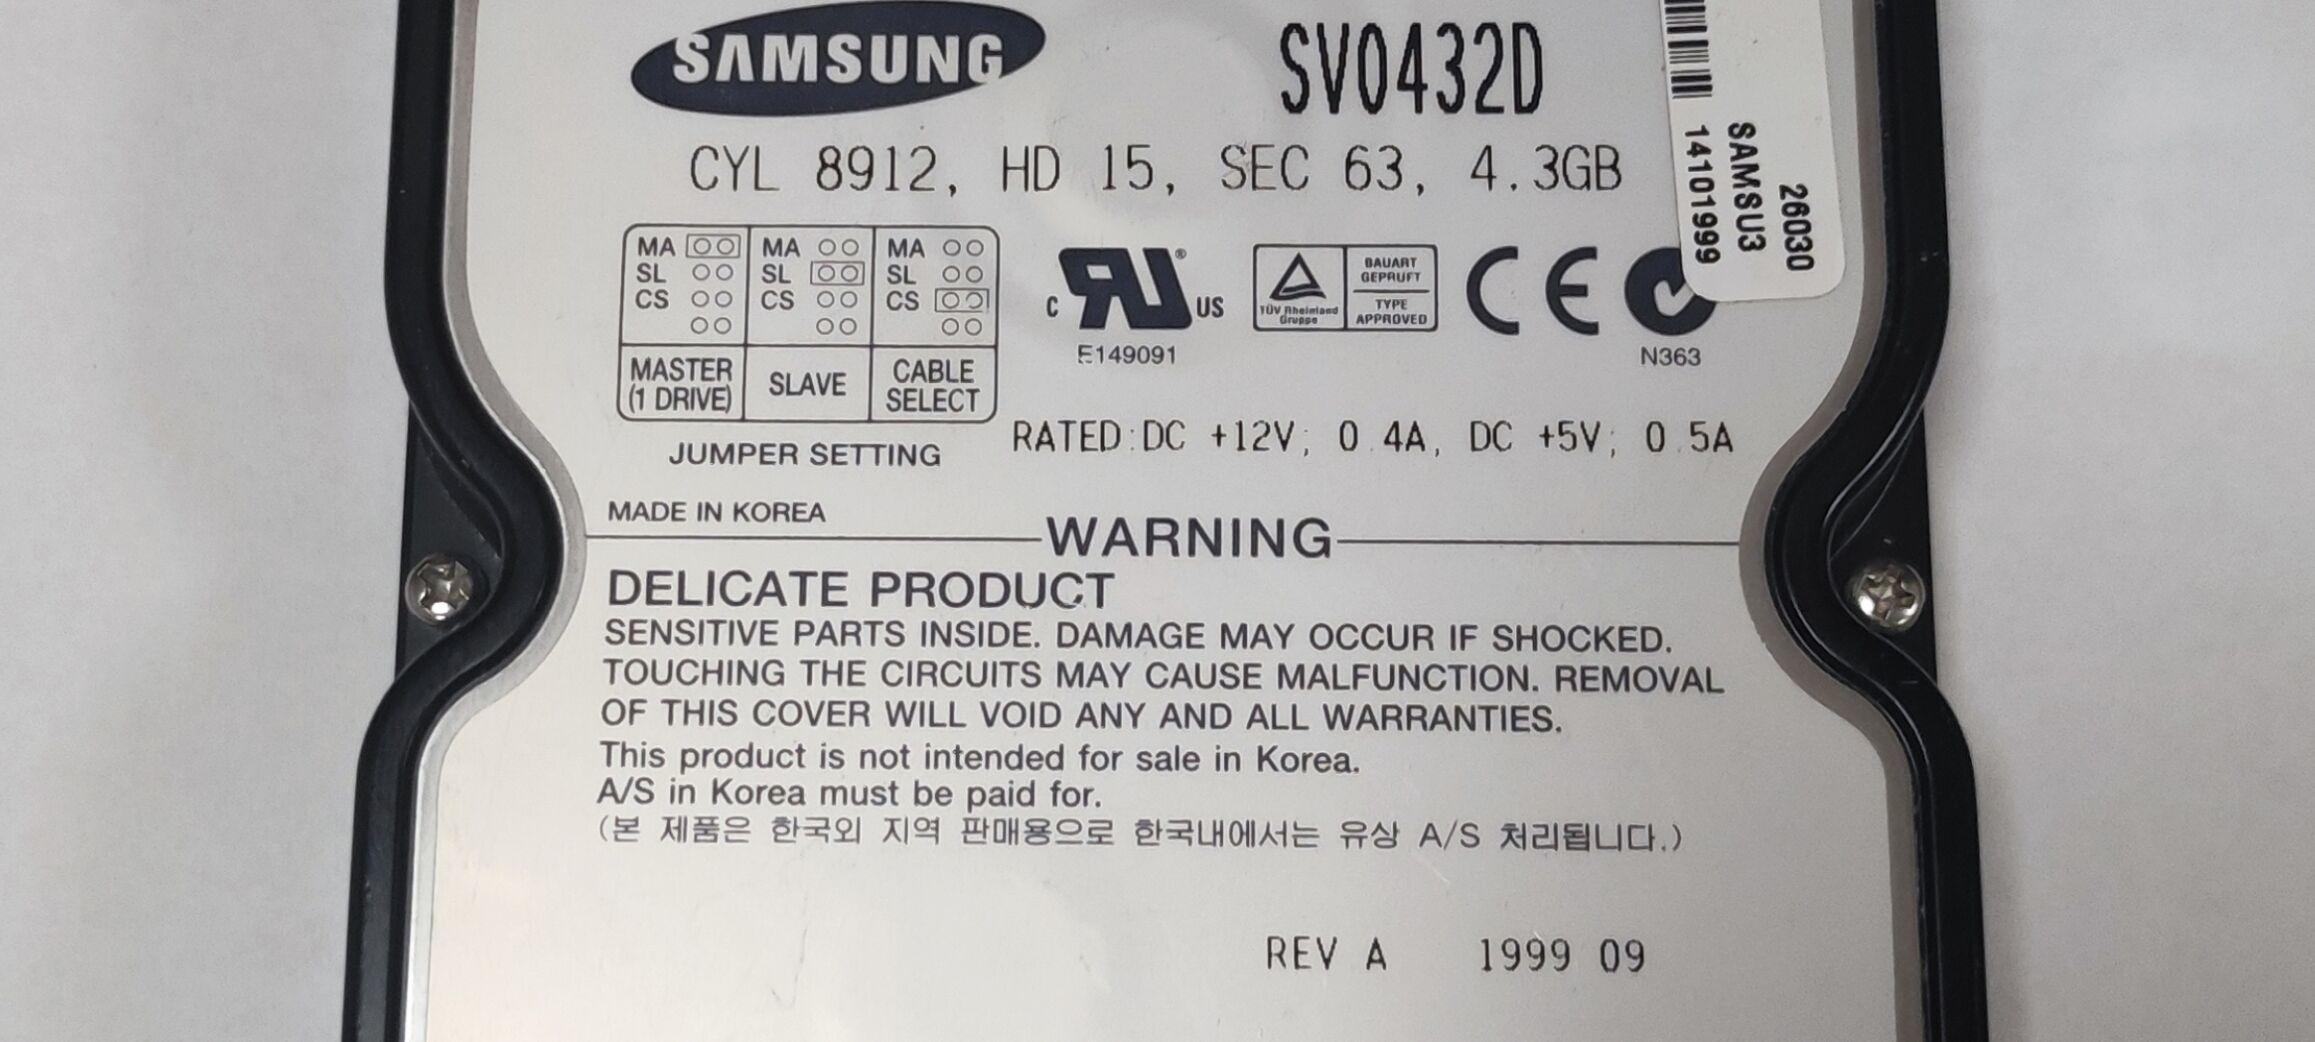 SAMSUNG
SV0432D
CYL 8912, HD 15, SEC 63, 4.3GB
MA MA MA
SL SL SL
CS CS CS
MASTER (1 DRIVE)
SLAVE
CABLE SELECT
JUMPER SETTING
C RU ® US
E149091
TÜV Rheinland
Gruppe
BAUART
GEPRUFT
TYPE
APPROVED
CE
N363
RATED:DC +12V; 0.4A, DC +5V; 0.5A
MADE IN KOREA
WARNING
DELICATE PRODUCT
SENSITIVE PARTS INSIDE. DAMAGE MAY OCCUR IF SHOCKED.
TOUCHING THE CIRCUITS MAY CAUSE MALFUNCTION. REMOVAL
OF THIS COVER WILL VOID ANY AND ALL WARRANTIES.
This product is not intended for sale in Korea.
A/S in Korea must be paid for.
(본 제품은 한국외 지역 판매용으로 한국내에서는 유상 A/S 처리됩니다.)
REV A 1999 09
26030
SAMSU3
14101999